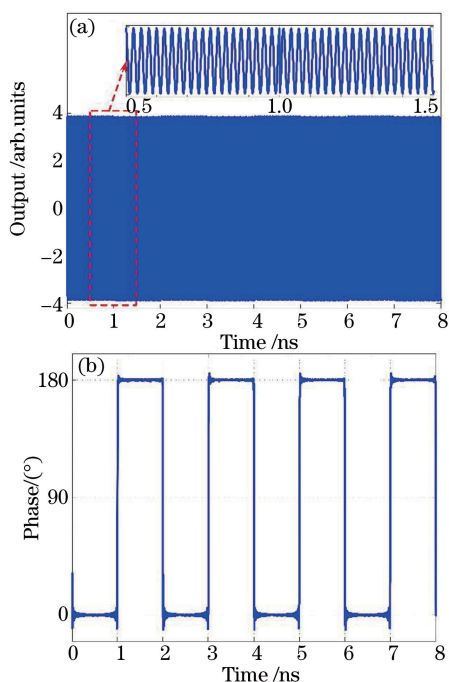 (a)
0.5 1.0 1.5
4
2
0
−2
−4
Output /arb.units
0 1 2 3 4 5 6 7 8
Time /ns
(b)
180
90
0
Phase/(°)
0 1 2 3 4 5 6 7 8
Time /ns